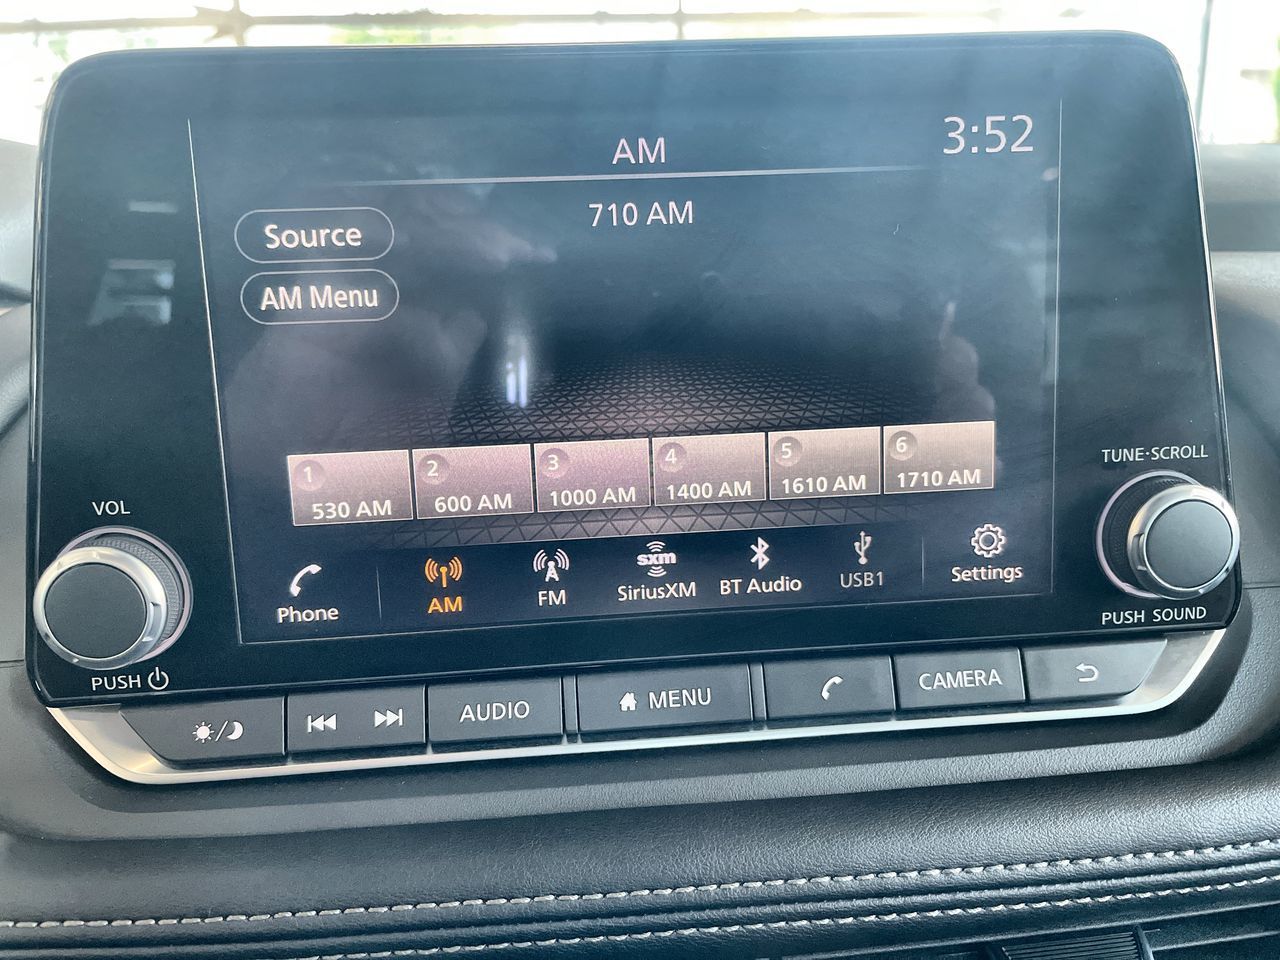 AM
3:52
710 AM
Source
AM Menu
1
530 AM
2
600 AM
3
1000 AM
4
1400 AM
5
1610 AM
6
1710 AM
Phone
AM
FM
sxm
SiriusXM
BT Audio
USB1
Settings
VOL
PUSH
TUNE·SCROLL
PUSH SOUND
AUDIO
MENU
CAMERA